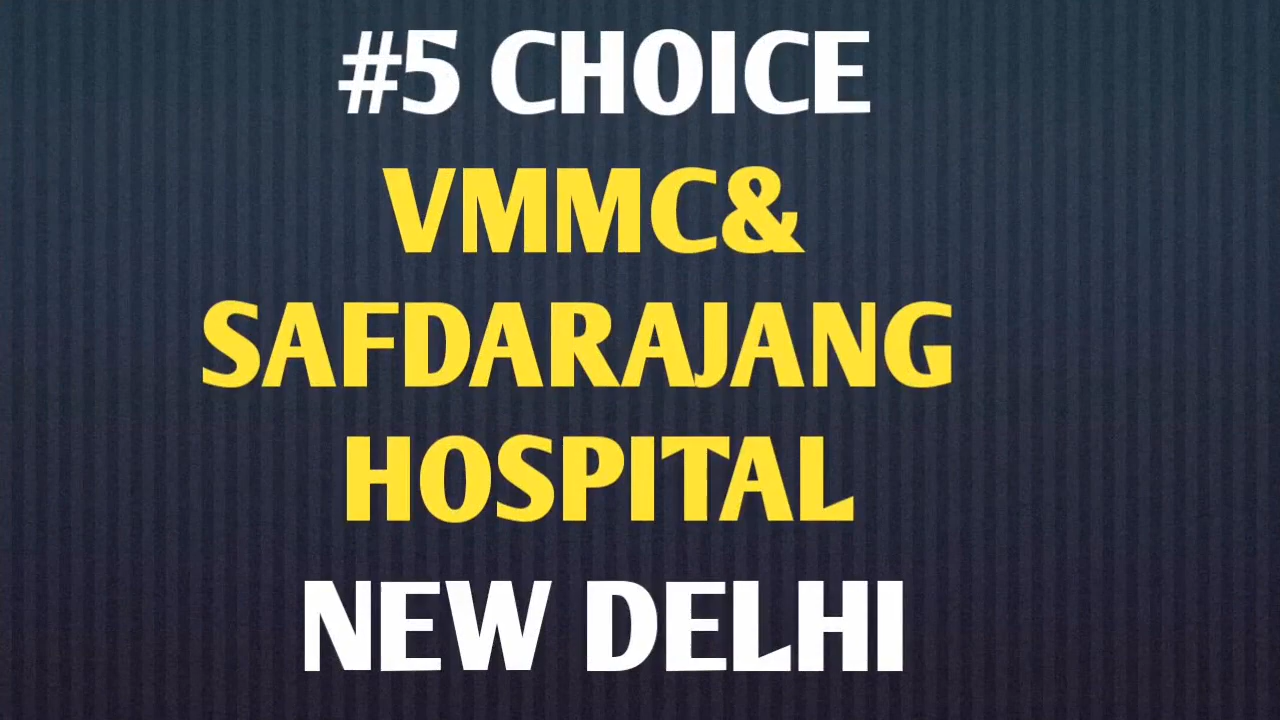 #5 CHOICE
VMMC&
SAFDARAJANG
HOSPITAL
NEW DELHI